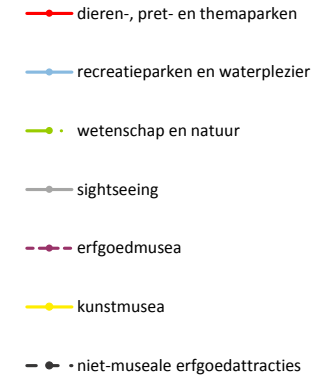 dieren-, pret- en themaparken
recreatieparken en waterplezier
wetenschap en natuur
sightseeing
erfgoedmusea
kunstmusea
niet-museale erfgoedattracties